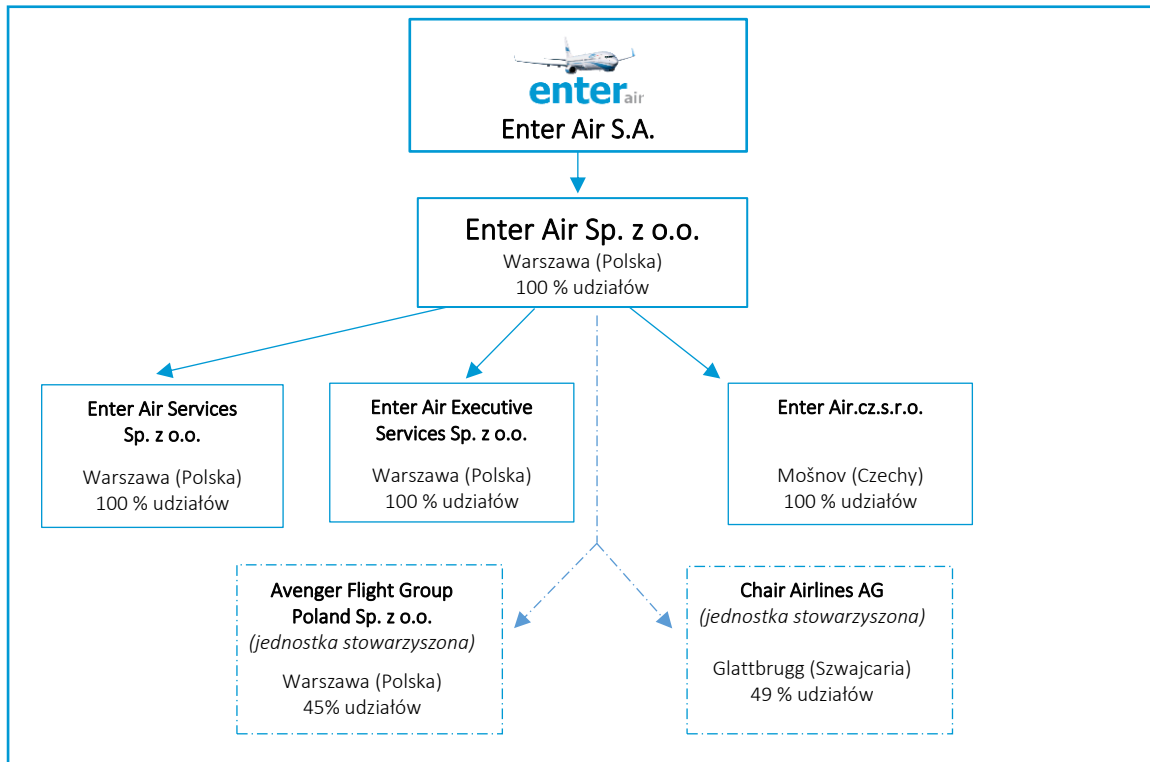 enter air
Enter Air S.A.
Enter Air Sp. z o.o.
Warszawa (Polska)
100 % udziałów
Enter Air Services
Sp. z o.o.
Warszawa (Polska)
100 % udziałów
Enter Air Executive
Services Sp. z o.o.
Warszawa (Polska)
100 % udziałów
Enter Air.cz.s.r.o.
Mošnov (Czechy)
100 % udziałów
Avenger Flight Group
Poland Sp. z o.o.
(jednostka stowarzyszona)
Warszawa (Polska)
45% udziałów
Chair Airlines AG
(jednostka stowarzyszona)
Glattbrugg (Szwajcaria)
49 % udziałów